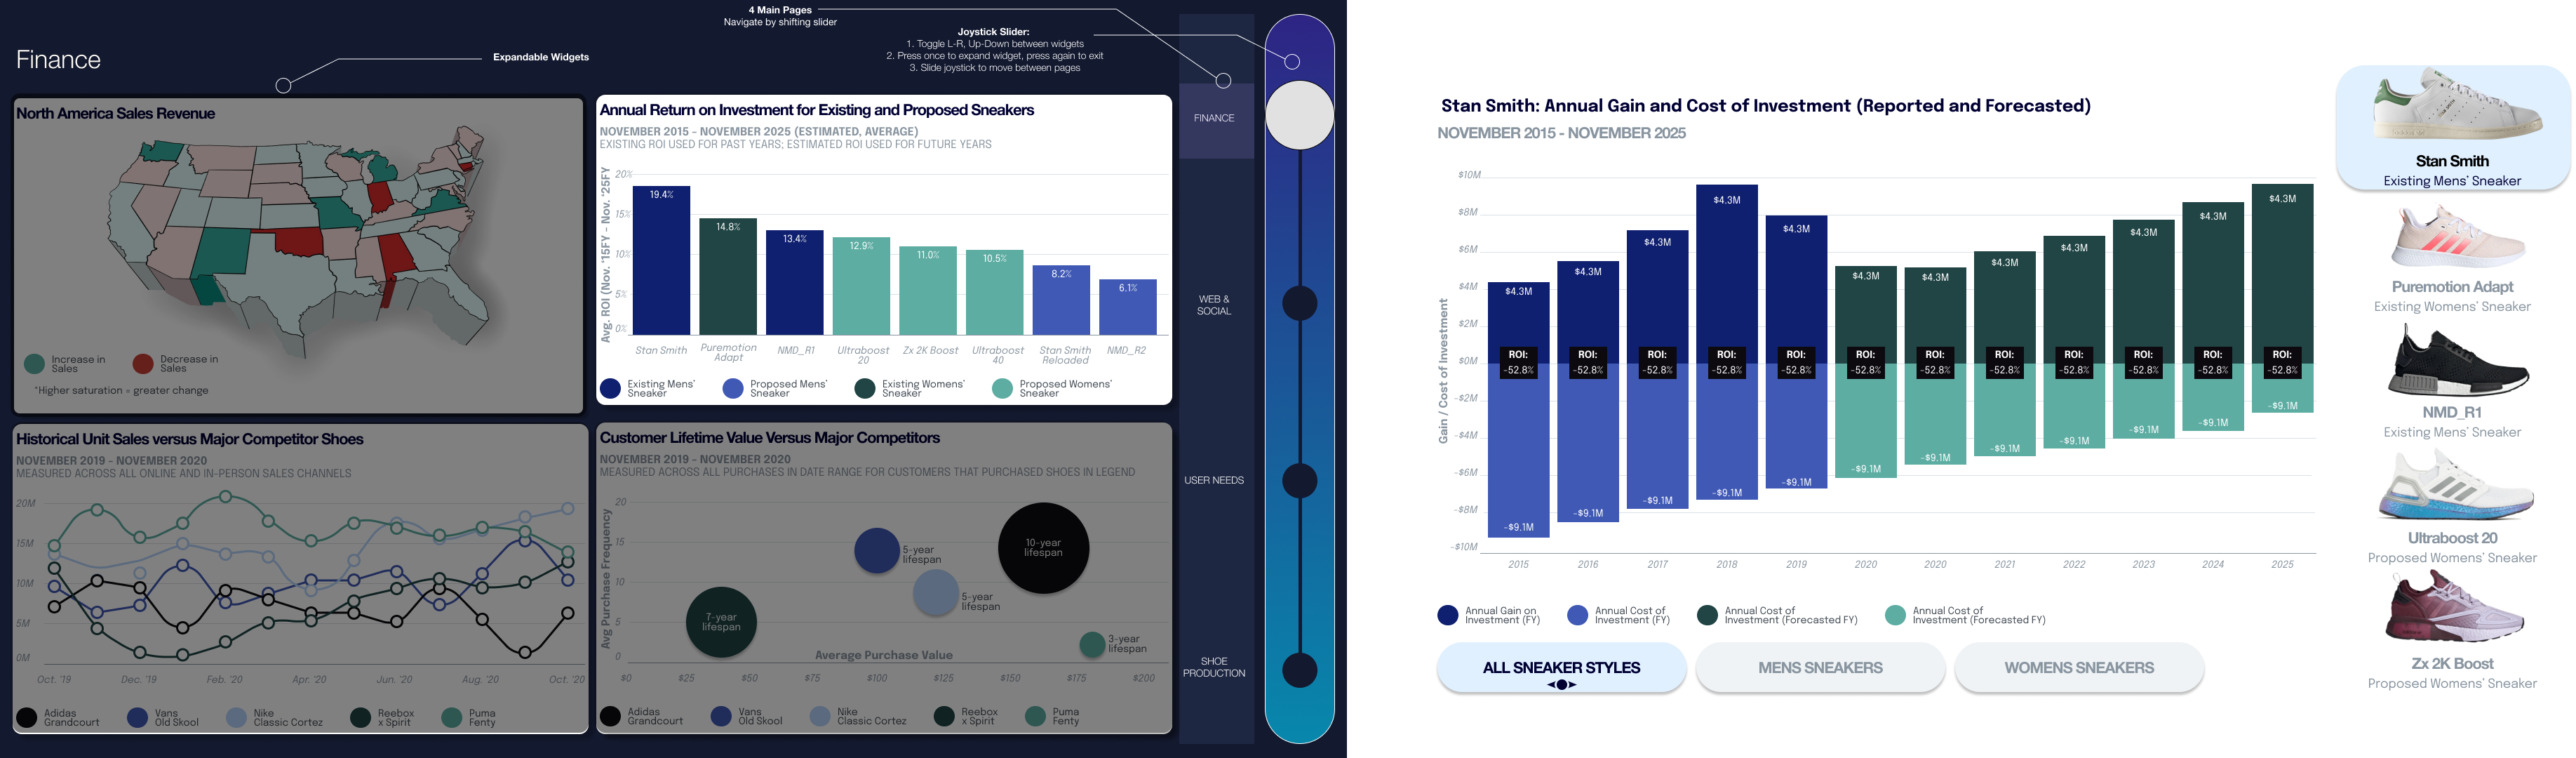 4 Main Pages
Navigate by shifting slider
Joystick Slider:
1. Toggle L-R, Up-Down between widgets
2. Press once to expand widget, press again to exit
3. Slide joystick to move between pages
Finance
Expandable Widgets
North America Sales Revenue
Increase in
Sales
Decrease in
Sales
*Higher saturation = greater change
Annual Return on Investment for Existing and Proposed Sneakers
NOVEMBER 2015 - NOVEMBER 2025 (ESTIMATED, AVERAGE)
EXISTING ROI USED FOR PAST YEARS; ESTIMATED ROI USED FOR FUTURE YEARS
Avg. ROI (Nov. '15FY - Nov. '25FY
20%
15%
10%
5%
0%
19.4%
14.8%
13.4%
12.9%
11.0%
10.5%
8.2%
6.1%
Stan Smith
Puremotion
Adapt
NMD_R1
Ultraboost
20
Zx 2K Boost
Ultraboost
40
Stan Smith
Reloaded
NMD_R2
Existing Mens'
Sneaker
Proposed Mens'
Sneaker
Existing Womens'
Sneaker
Proposed Womens'
Sneaker
Historical Unit Sales versus Major Competitor Shoes
NOVEMBER 2019 - NOVEMBER 2020
MEASURED ACROSS ALL ONLINE AND IN-PERSON SALES CHANNELS
20M
15M
10M
5M
0M
Oct. '19
Dec. '19
Feb. '20
Apr. '20
Jun. '20
Aug. '20
Oct. '20
Adidas
Grandcourt
Vans
Old Skool
Nike
Classic Cortez
Reebox
x Spirit
Puma
Fenty
Customer Lifetime Value Versus Major Competitors
NOVEMBER 2019 - NOVEMBER 2020
MEASURED ACROSS ALL PURCHASES IN DATE RANGE FOR CUSTOMERS THAT PURCHASED SHOES IN LEGEND
Avg Purchase Frequency
20
15
10
5
0
7-year
lifespan
5-year
lifespan
5-year
lifespan
10-year
lifespan
3-year
lifespan
Average Purchase Value
$0
$25
$50
$75
$100
$125
$150
$175
$200
Adidas
Grandcourt
Vans
Old Skool
Nike
Classic Cortez
Reebox
x Spirit
Puma
Fenty
FINANCE
WEB &
SOCIAL
USER NEEDS
SHOE
PRODUCTION
Stan Smith: Annual Gain and Cost of Investment (Reported and Forecasted)
NOVEMBER 2015 - NOVEMBER 2025
Gain / Cost of Investment
$10M
$8M
$6M
$4M
$2M
$0M
-$2M
-$4M
-$6M
-$8M
-$10M
$4.3M
$4.3M
$4.3M
$4.3M
$4.3M
$4.3M
$4.3M
$4.3M
$4.3M
$4.3M
$4.3M
$4.3M
ROI:
-52.8%
ROI:
-52.8%
ROI:
-52.8%
ROI:
-52.8%
ROI:
-52.8%
ROI:
-52.8%
ROI:
-52.8%
ROI:
-52.8%
ROI:
-52.8%
ROI:
-52.8%
ROI:
-52.8%
ROI:
-52.8%
-$9.1M
-$9.1M
-$9.1M
-$9.1M
-$9.1M
-$9.1M
-$9.1M
-$9.1M
-$9.1M
-$9.1M
-$9.1M
-$9.1M
2015
2016
2017
2018
2019
2020
2020
2021
2022
2023
2024
2025
Annual Gain on
Investment (FY)
Annual Cost of
Investment (FY)
Annual Cost of
Investment (Forecasted FY)
Annual Cost of
Investment (Forecasted FY)
ALL SNEAKER STYLES
MENS SNEAKERS
WOMENS SNEAKERS
Stan Smith
Existing Mens' Sneaker
Puremotion Adapt
Existing Womens' Sneaker
NMD_R1
Existing Mens' Sneaker
Ultraboost 20
Proposed Womens' Sneaker
Zx 2K Boost
Proposed Womens' Sneaker